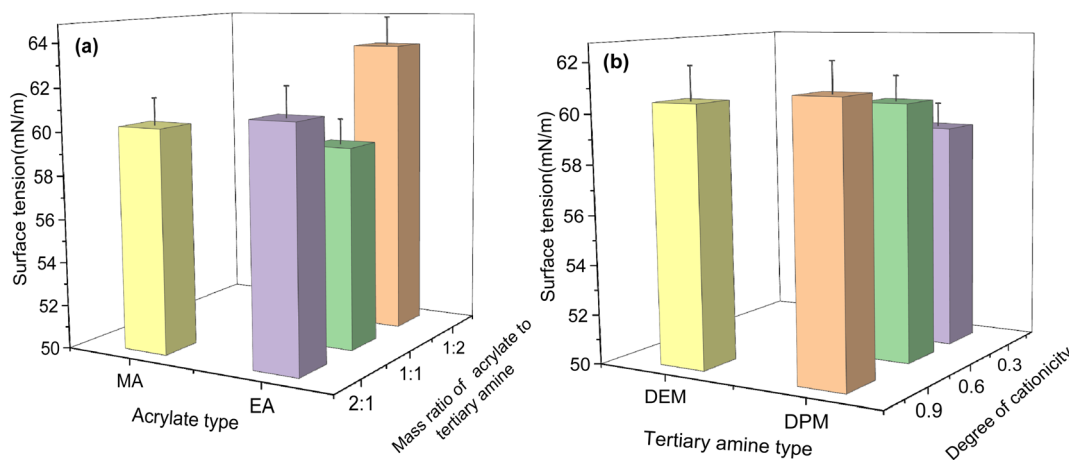 (a)
Surface tension(mN/m)
64
62
60
58
56
54
52
50
MA
EA
Acrylate type
2:1
1:1
1:2
Mass ratio of acrylate to
tertiary amine
(b)
Surface tension(mN/m)
62
60
58
56
54
52
50
DEM
DPM
Tertiary amine type
0.9
0.6
0.3
Degree of cationicity